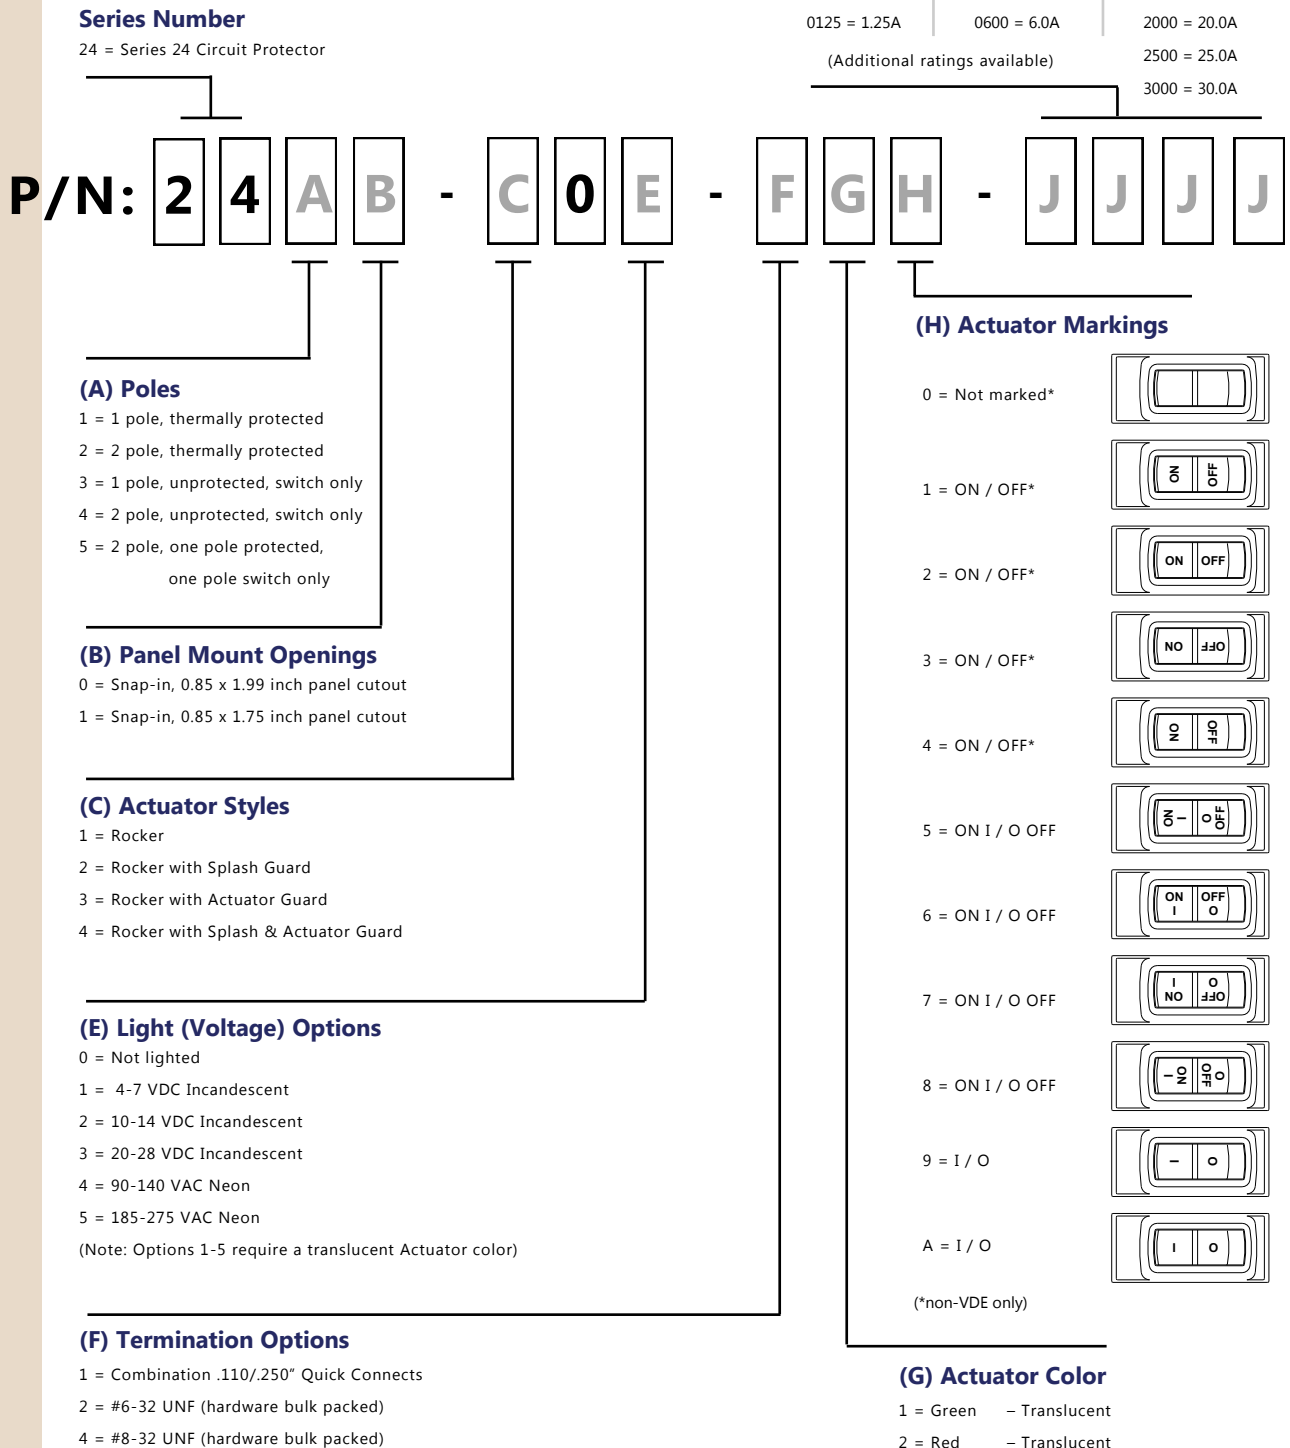 Series Number
24 = Series 24 Circuit Protector
0125 = 1.25A
0600 = 6.0A
2000 = 20.0A
(Additional ratings available)
2500 = 25.0A
3000 = 30.0A
P/N: 2 4 A B - C 0 E - F G H - J J J J
(A) Poles
1 = 1 pole, thermally protected
2 = 2 pole, thermally protected
3 = 1 pole, unprotected, switch only
4 = 2 pole, unprotected, switch only
5 = 2 pole, one pole protected,
one pole switch only
(B) Panel Mount Openings
0 = Snap-in, 0.85 x 1.99 inch panel cutout
1 = Snap-in, 0.85 x 1.75 inch panel cutout
(C) Actuator Styles
1 = Rocker
2 = Rocker with Splash Guard
3 = Rocker with Actuator Guard
4 = Rocker with Splash & Actuator Guard
(E) Light (Voltage) Options
0 = Not lighted
1 = 4-7 VDC Incandescent
2 = 10-14 VDC Incandescent
3 = 20-28 VDC Incandescent
4 = 90-140 VAC Neon
5 = 185-275 VAC Neon
(Note: Options 1-5 require a translucent Actuator color)
(F) Termination Options
1 = Combination .110/.250” Quick Connects
2 = #6-32 UNF (hardware bulk packed)
4 = #8-32 UNF (hardware bulk packed)
(H) Actuator Markings
0 = Not marked*
1 = ON / OFF*
ON OFF
2 = ON / OFF*
ON OFF
3 = ON / OFF*
ON OFF
4 = ON / OFF*
ON OFF
5 = ON I / O OFF
ON I O OFF
6 = ON I / O OFF
ON OFF
I O
7 = ON I / O OFF
I O
ON OFF
8 = ON I / O OFF
I ON OFF O
9 = I / O
I O
A = I / O
I O
(*non-VDE only)
(G) Actuator Color
1 = Green – Translucent
2 = Red – Translucent